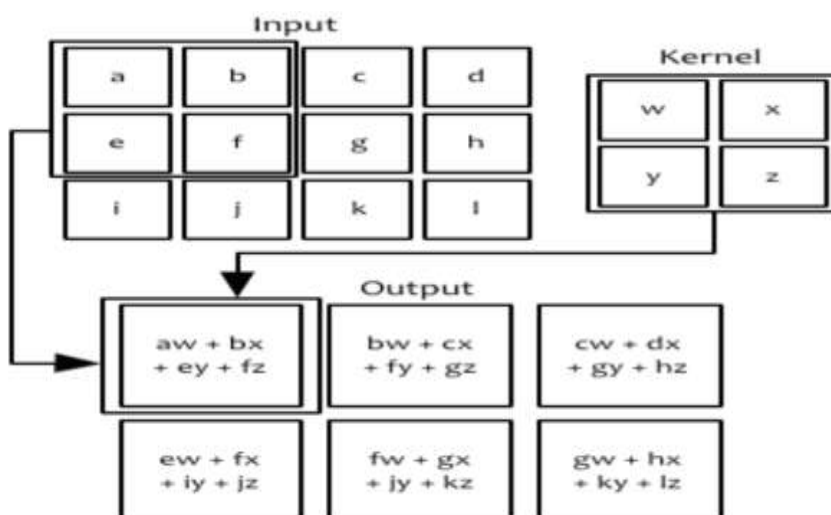 Input
a b c d
Kernel
w x
e f g h
y z
i j k l
Output
aw + bx
+ ey + fz
bw + cx
+ fy + gz
cw + dx
+ gy + hz
ew + fx
+ iy + jz
fw + gx
+ jy + kz
gw + hx
+ ky + lz